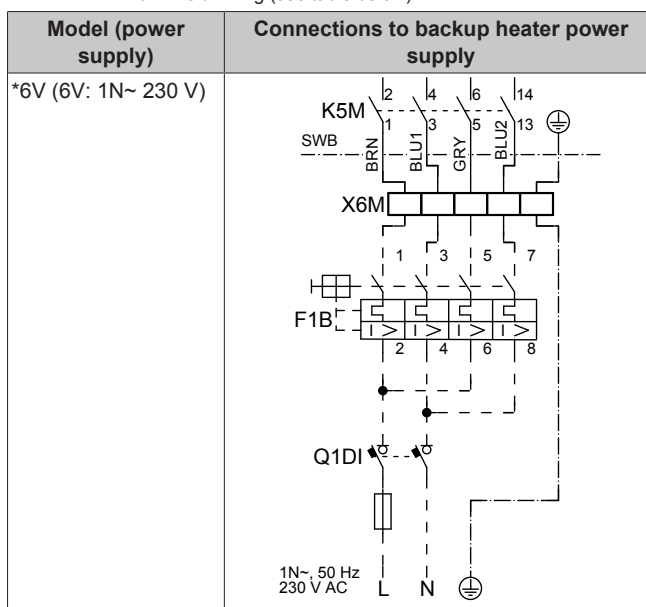 Model (power supply)
Connections to backup heater power supply
*6V (6V: 1N~ 230 V)
2 4 6 14
K5M
1 3 5 13
SWB
BRN BLU1 GRY BLU2
X6M
1 3 5 7
F1B
I > I > I > I >
2 4 6 8
Q1DI
1N~, 50 Hz
230 V AC
L N